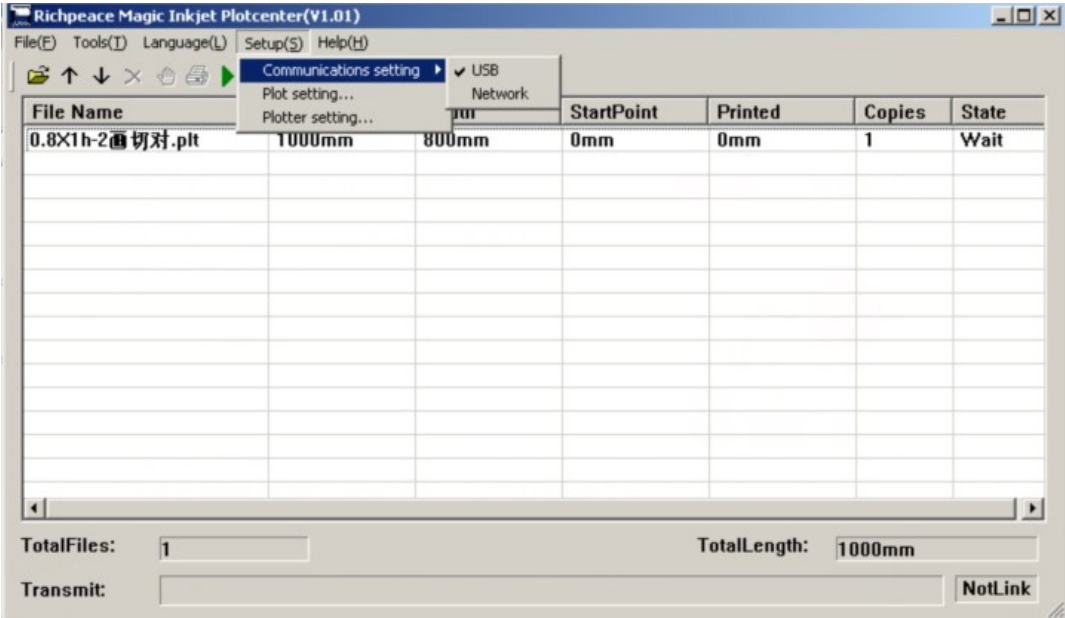 Richpeace Magic Inkjet Plotcenter(V1.01)
File(F) Tools(T) Language(L) Setup(S) Help(H)
Communications setting
USB
Plot setting...
Network
Plotter setting...
File Name StartPoint Printed Copies State
0.8X1h-2画切对.plt 1000mm 800mm 0mm 0mm 1 Wait
TotalFiles: 1 TotalLength: 1000mm
Transmit: NotLink